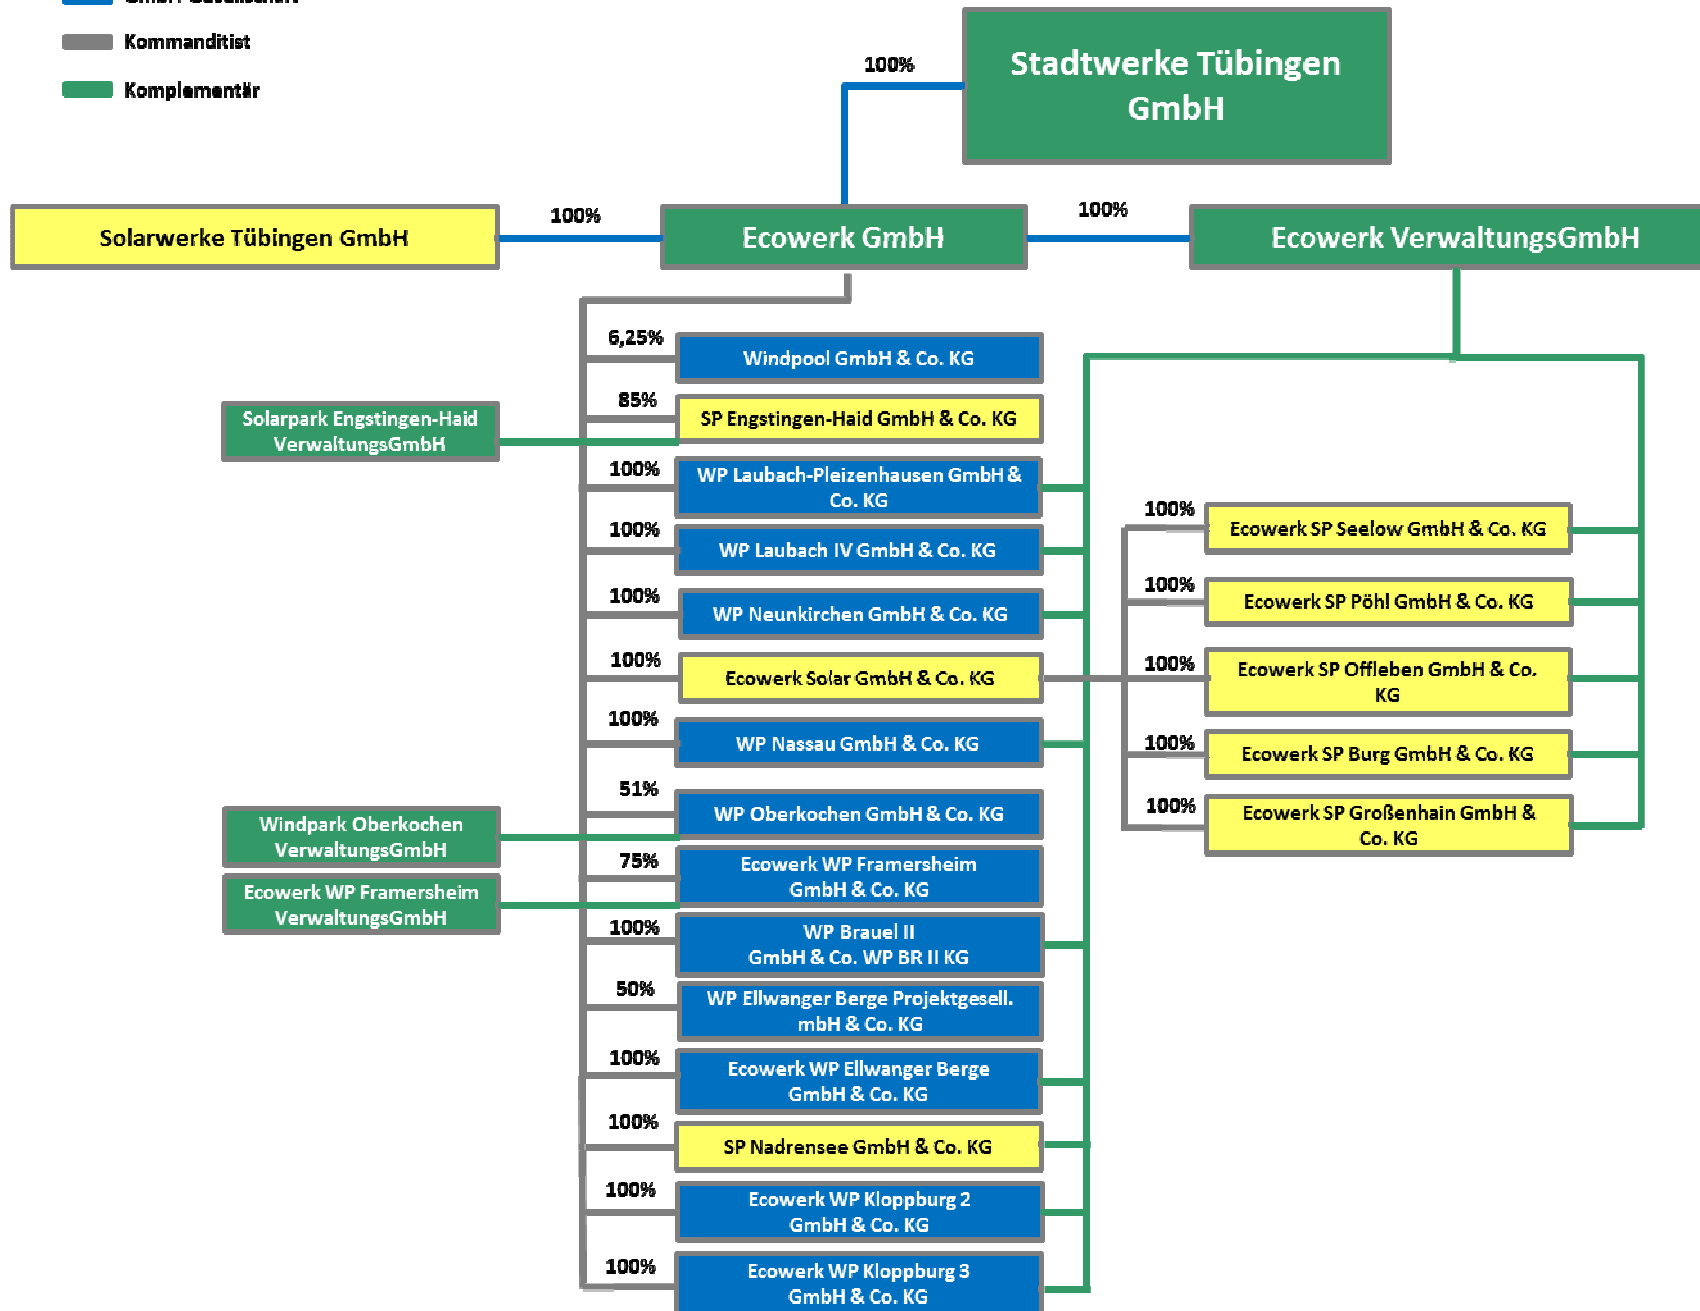 Kommanditist
Komplementär
100%
Stadtwerke Tübingen
GmbH
Solarwerke Tübingen GmbH
100%
Ecowerk GmbH
100%
Ecowerk VerwaltungsGmbH
6,25%
Windpool GmbH & Co. KG
85%
SP Engstingen-Haid GmbH & Co. KG
Solarpark Engstingen-Haid
VerwaltungsGmbH
100%
WP Laubach-Pleizenhausen GmbH &
Co. KG
100%
WP Laubach IV GmbH & Co. KG
100%
WP Neunkirchen GmbH & Co. KG
100%
Ecowerk Solar GmbH & Co. KG
100%
WP Nassau GmbH & Co. KG
51%
WP Oberkochen GmbH & Co. KG
Windpark Oberkochen
VerwaltungsGmbH
75%
Ecowerk WP Framersheim
GmbH & Co. KG
Ecowerk WP Framersheim
VerwaltungsGmbH
100%
WP Brauel II
GmbH & Co. WP BR II KG
50%
WP Ellwanger Berge Projektgesell.
mbH & Co. KG
100%
Ecowerk WP Ellwanger Berge
GmbH & Co. KG
100%
SP Nadrensee GmbH & Co. KG
100%
Ecowerk WP Kloppburg 2
GmbH & Co. KG
100%
Ecowerk WP Kloppburg 3
GmbH & Co. KG
100%
Ecowerk SP Seelow GmbH & Co. KG
100%
Ecowerk SP Pöhl GmbH & Co. KG
100%
Ecowerk SP Offleben GmbH & Co.
KG
100%
Ecowerk SP Burg GmbH & Co. KG
100%
Ecowerk SP Großenhain GmbH &
Co. KG